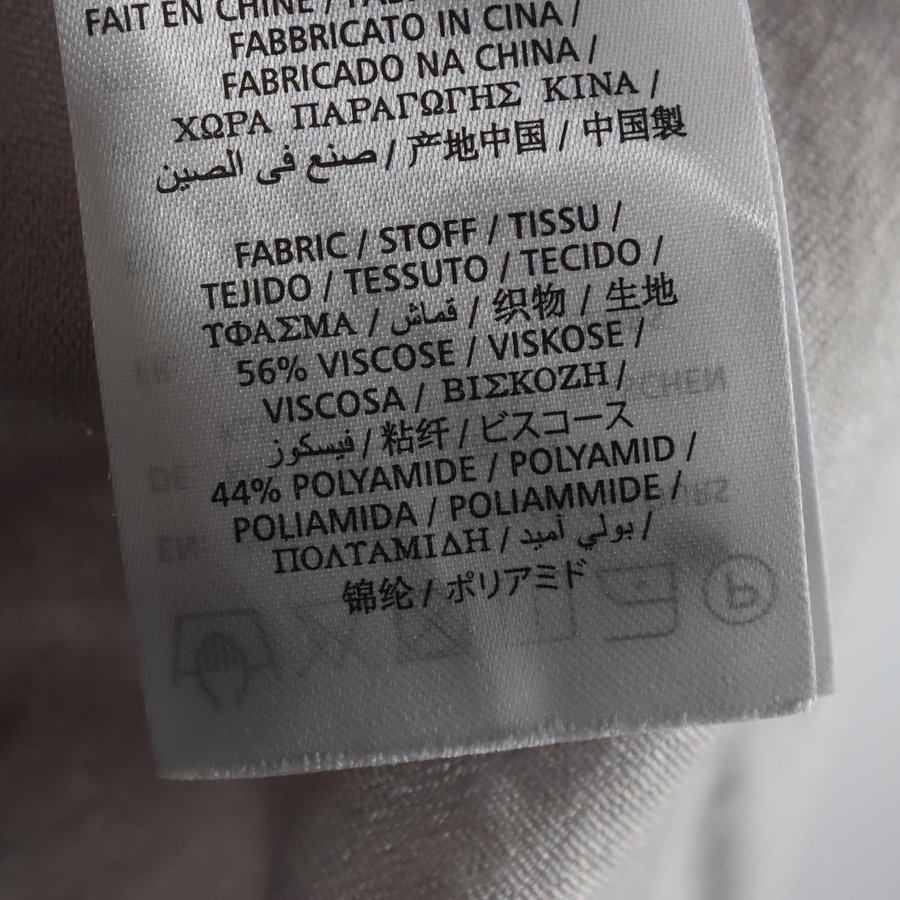 FAIT EN CHINE /
FABBRICATO IN CINA /
FABRICADO NA CHINA /
ΧΩΡΑ ΠΑΡΑΓΩΓΗΣ ΚΙΝΑ /
صنع في الصين / 产地中国 / 中国製
FABRIC / STOFF / TISSU /
TEJIDO / TESSUTO / TECIDO /
ΥΦΑΣΜΑ / قماش / 织物 / 生地
56% VISCOSE / VISKOSE /
VISCOSA / ΒΙΣΚΟΖΗ /
فيسكوز / 粘纤 / ビスコース
44% POLYAMIDE / POLYAMID /
POLIAMIDA / POLIAMMIDE /
ΠΟΛΥΑΜΙΔΗ / بولي أميد /
锦纶 / ポリアミド